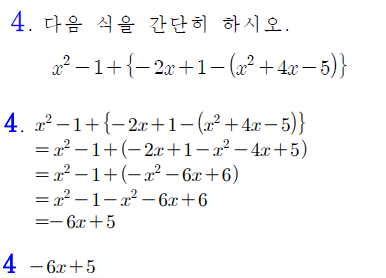 4. 다음 식을 간단히 하시오.
x² − 1 + {− 2x + 1 − (x² + 4x − 5)}
4. x² − 1 + {− 2x + 1 − (x² + 4x − 5)}
= x² − 1 + (− 2x + 1 − x² − 4x + 5)
= x² − 1 + (− x² − 6x + 6)
= x² − 1 − x² − 6x + 6
= − 6x + 5
4 − 6x + 5